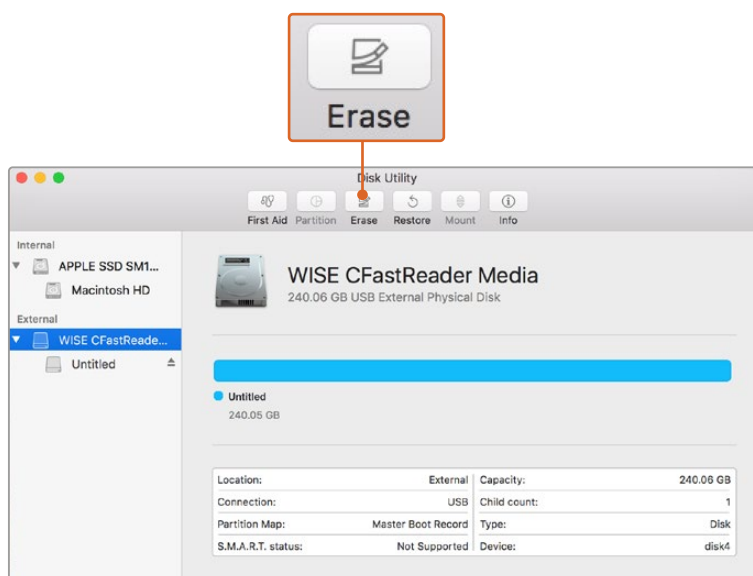 Erase
Disk Utility
First Aid Partition Erase Restore Mount Info
Internal
APPLE SSD SM1...
Macintosh HD
External
WISE CFastReade...
Untitled
WISE CFastReader Media
240.06 GB USB External Physical Disk
Untitled
240.05 GB
Location: External Capacity: 240.06 GB
Connection: USB Child count: 1
Partition Map: Master Boot Record Type: Disk
S.M.A.R.T. status: Not Supported Device: disk4